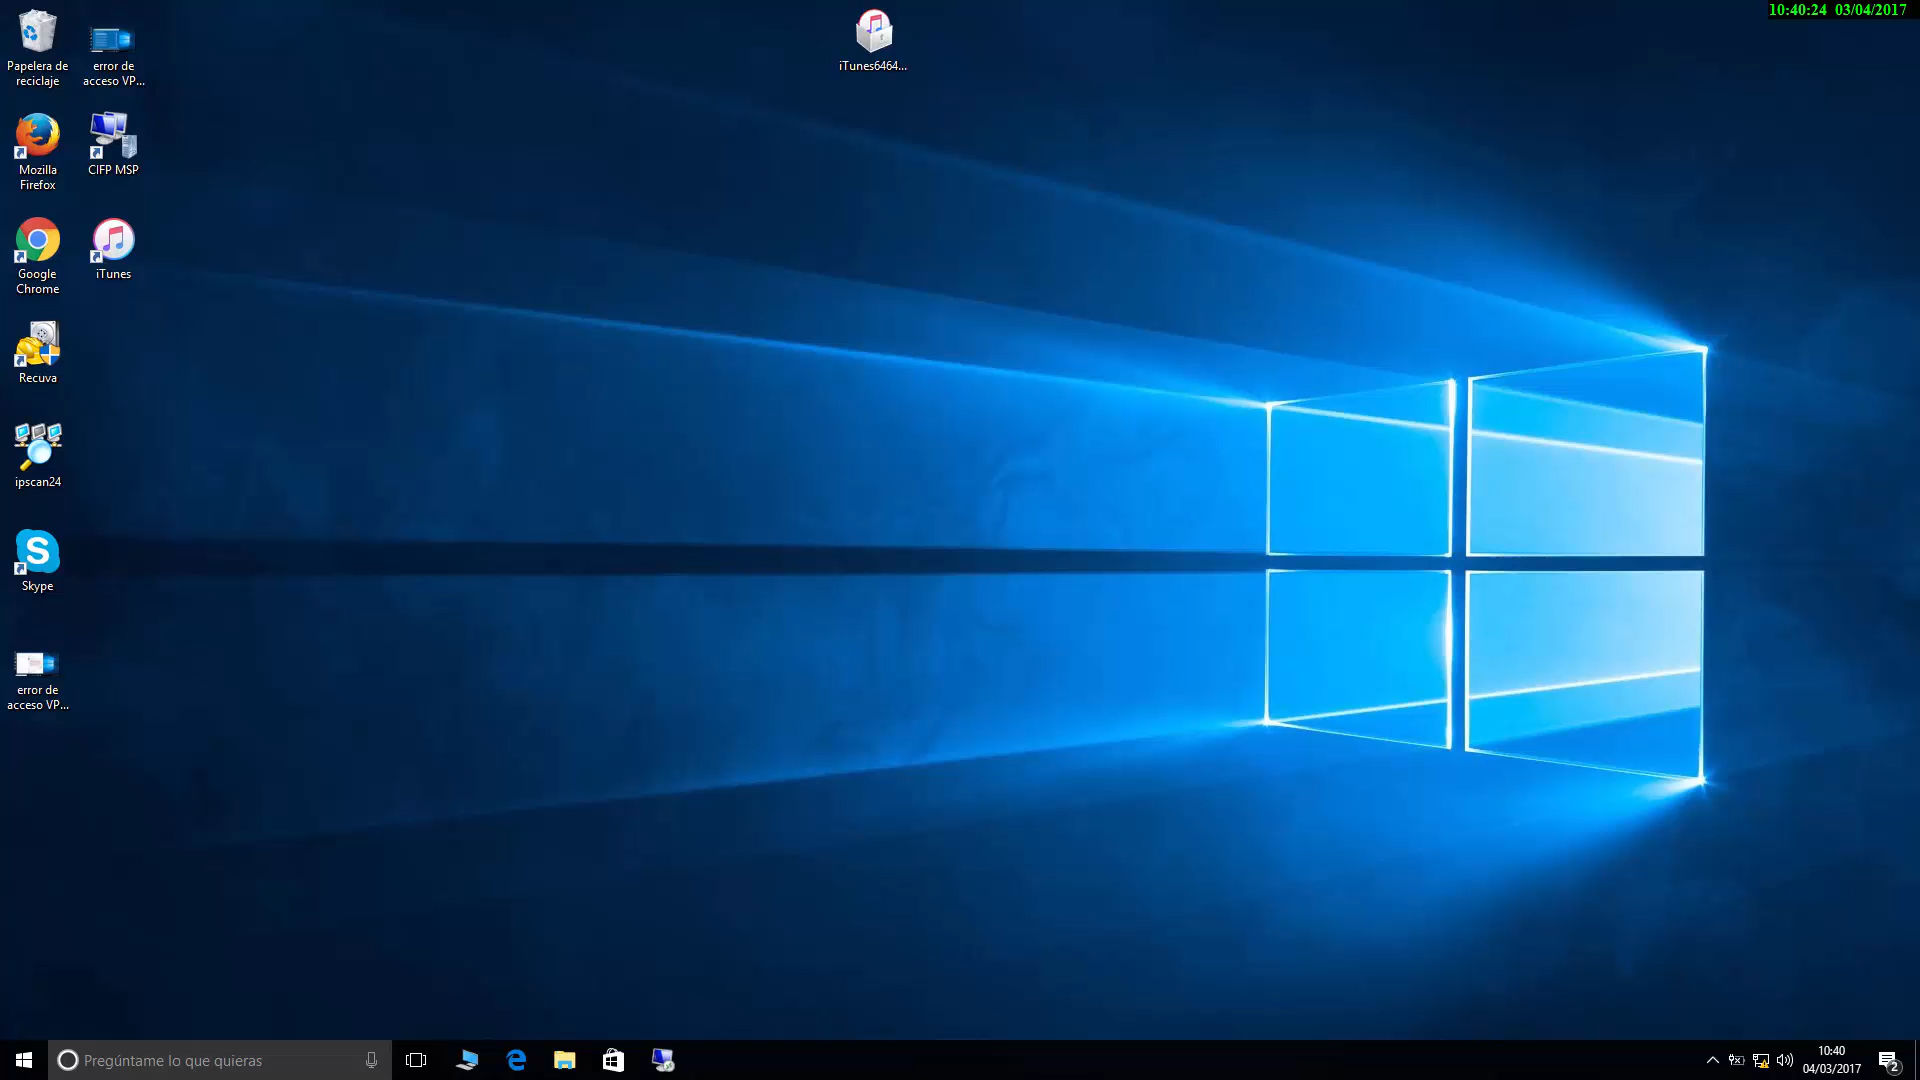 10:40:24 03/04/2017
Papelera de
reciclaje
error de
acceso VP...
iTunes6464...
Mozilla
Firefox
CIFP MSP
Google
Chrome
iTunes
Recuva
ipscan24
S
Skype
error de
acceso VP...
Pregúntame lo que quieras
10:40
04/03/2017
2